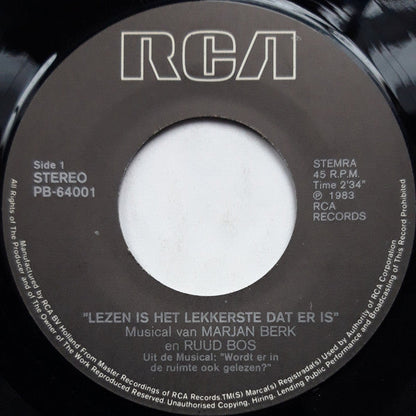 RCA
Side 1
STEREO
PB-64001
STEMRA
45 R.P.M.
Time 2'34"
℗ 1983
RCA
RECORDS
"LEZEN IS HET LEKKERSTE DAT ER IS"
Musical van MARJAN BERK
en RUUD BOS
Uit de Musical: "Wordt er in
de ruimte ook gelezen?"
All Rights of The Producer and of The Owner of The Work Reproduced Reserved. Unauthorized Copying, Hiring, Lending Public Performance and Broadcasting of This Record Prohibited
Manufactured by RCA BV Holland From Master Recordings of RCA Records.TM(S) Marca(s) Registrada(s) Used by Authority of RCA Corporation